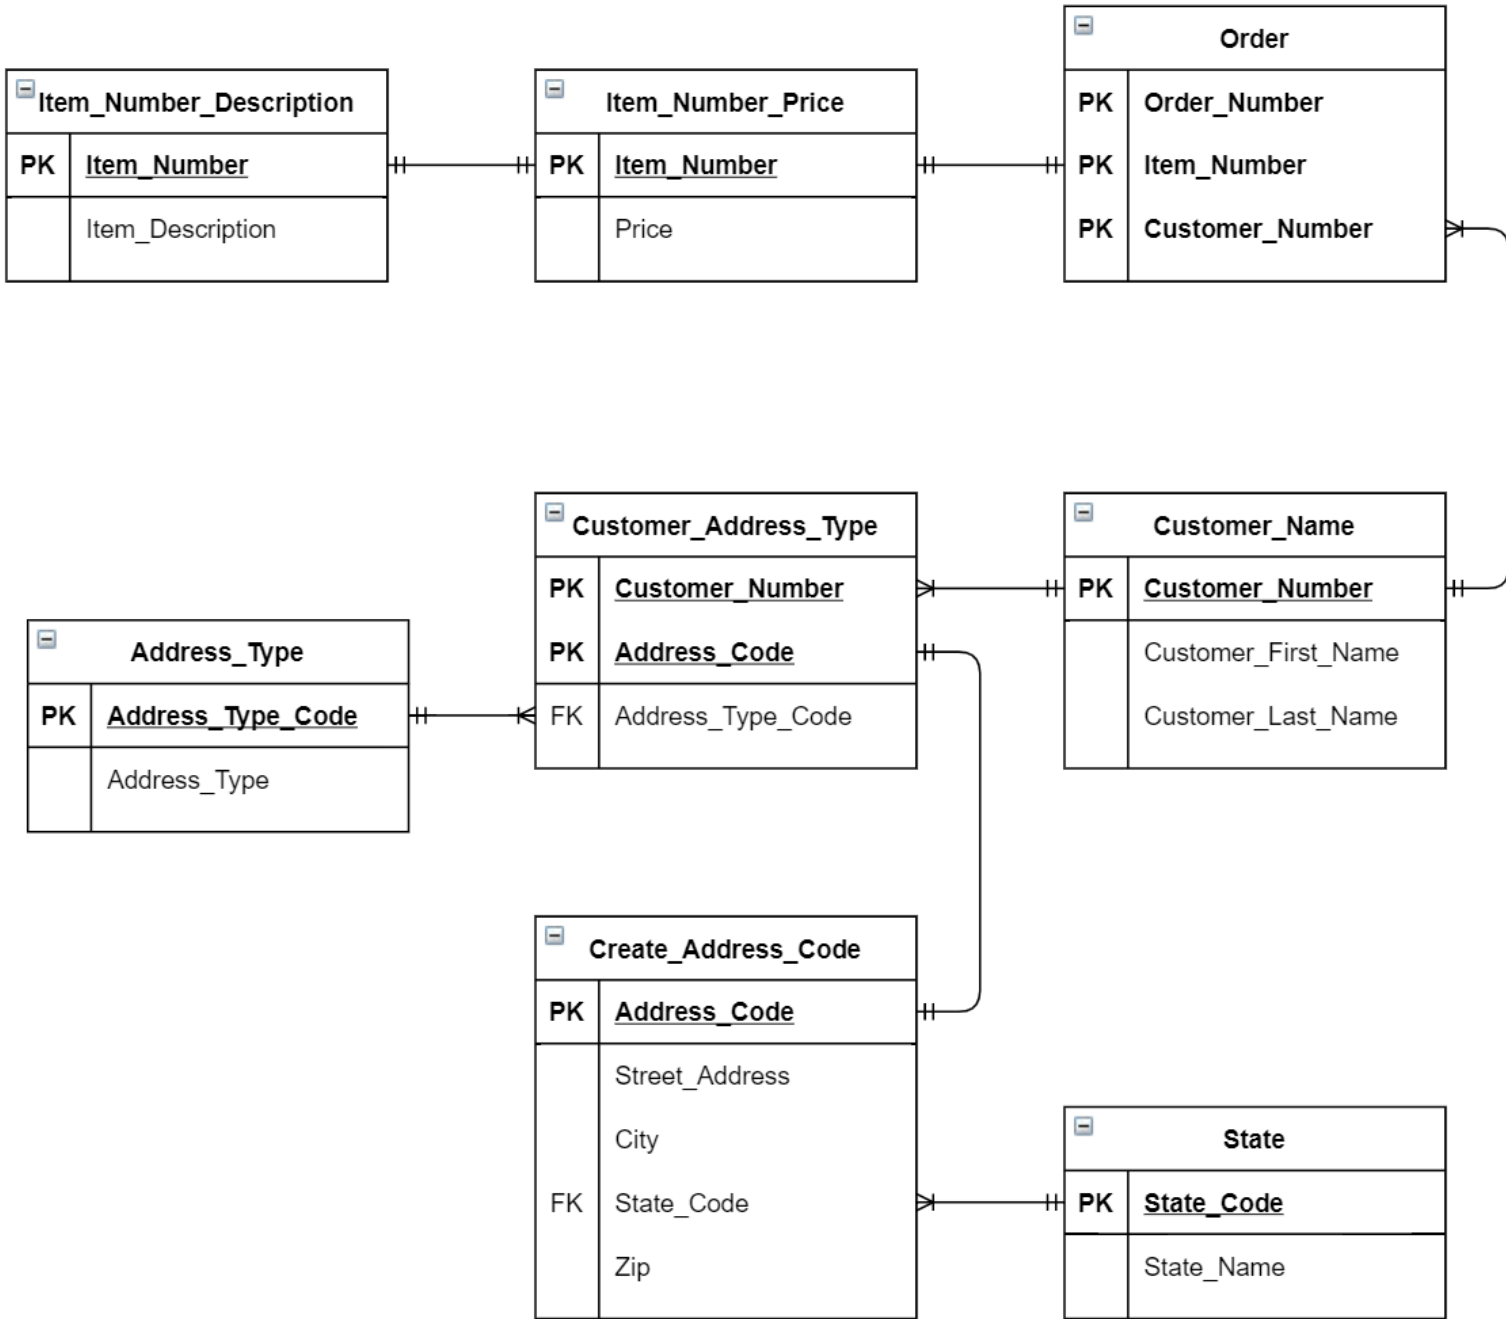 Item_Number_Description
PK Item_Number
Item_Description
Item_Number_Price
PK Item_Number
Price
Order
PK Order_Number
PK Item_Number
PK Customer_Number
Address_Type
PK Address_Type_Code
Address_Type
Customer_Address_Type
PK Customer_Number
PK Address_Code
FK Address_Type_Code
Customer_Name
PK Customer_Number
Customer_First_Name
Customer_Last_Name
Create_Address_Code
PK Address_Code
Street_Address
City
FK State_Code
Zip
State
PK State_Code
State_Name